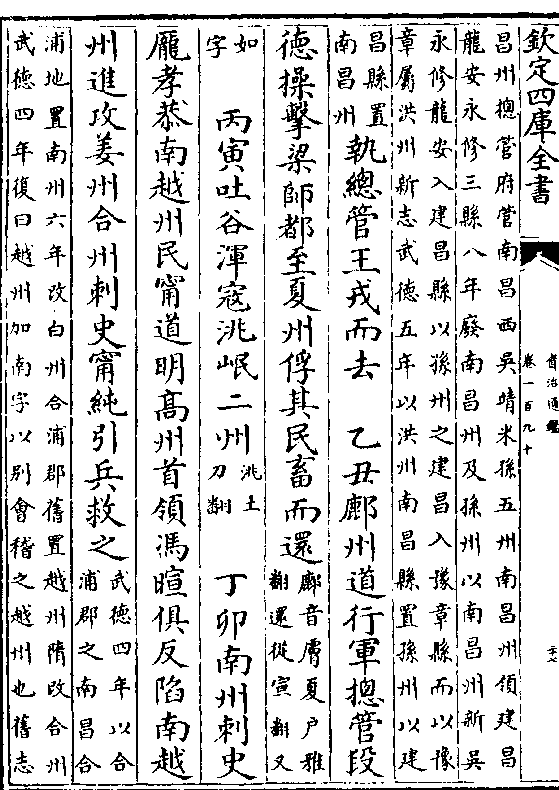 欽定四庫全書
資治通鑑
卷一百九十
昌州總管府管南昌西吳靖米孫五州南昌州領建昌
龍安永修三縣八年廢南昌州及孫州以南昌州新吳
永修龍安入建昌縣以孫州之建昌入豫章縣而以豫
章屬洪州新志武德五年以洪州南昌縣置孫州以建
昌縣置
南昌州
執總管王戎而去 乙丑鄜州道行軍總管段
德操擊梁師都至夏州俘其民畜而還
鄜音膚夏戶雅
翻還從宣翻又
如
字
丙寅吐谷渾寇洮岷二州
洮土
刀翻
丁卯南州刺史
龐孝恭南越州民甯道明高州首領馮暄俱反陷南越
州進攻姜州合州刺史甯純引兵救之
武德四年以合
浦郡之南昌合
浦地置南州六年改白州合浦郡舊置越州隋改合州
武德四年復曰越州加南字以別會稽之越州也舊志